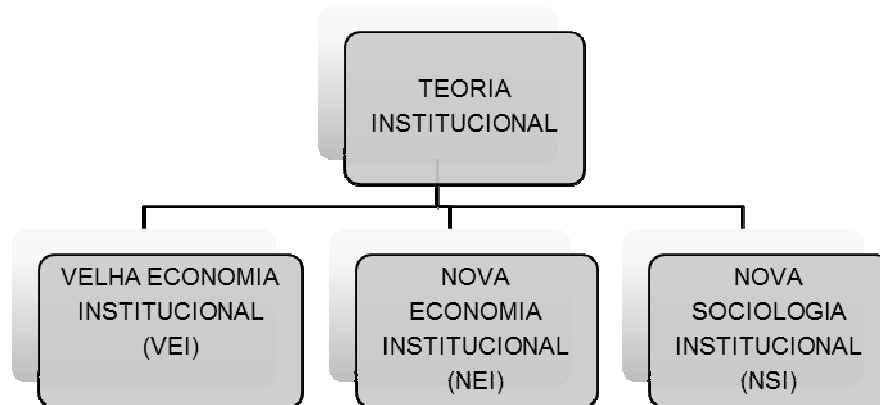 TEORIA
INSTITUCIONAL
VELHA ECONOMIA
INSTITUCIONAL
(VEI)
NOVA
ECONOMIA
INSTITUCIONAL
(NEI)
NOVA
SOCIOLOGIA
INSTITUCIONAL
(NSI)